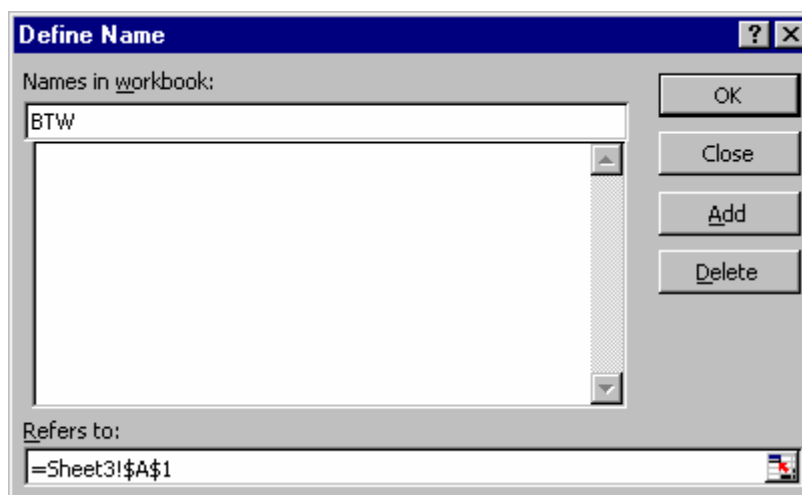 Define Name
Names in workbook:
OK
BTW
Close
Add
Delete
Refers to:
=Sheet3!$A$1